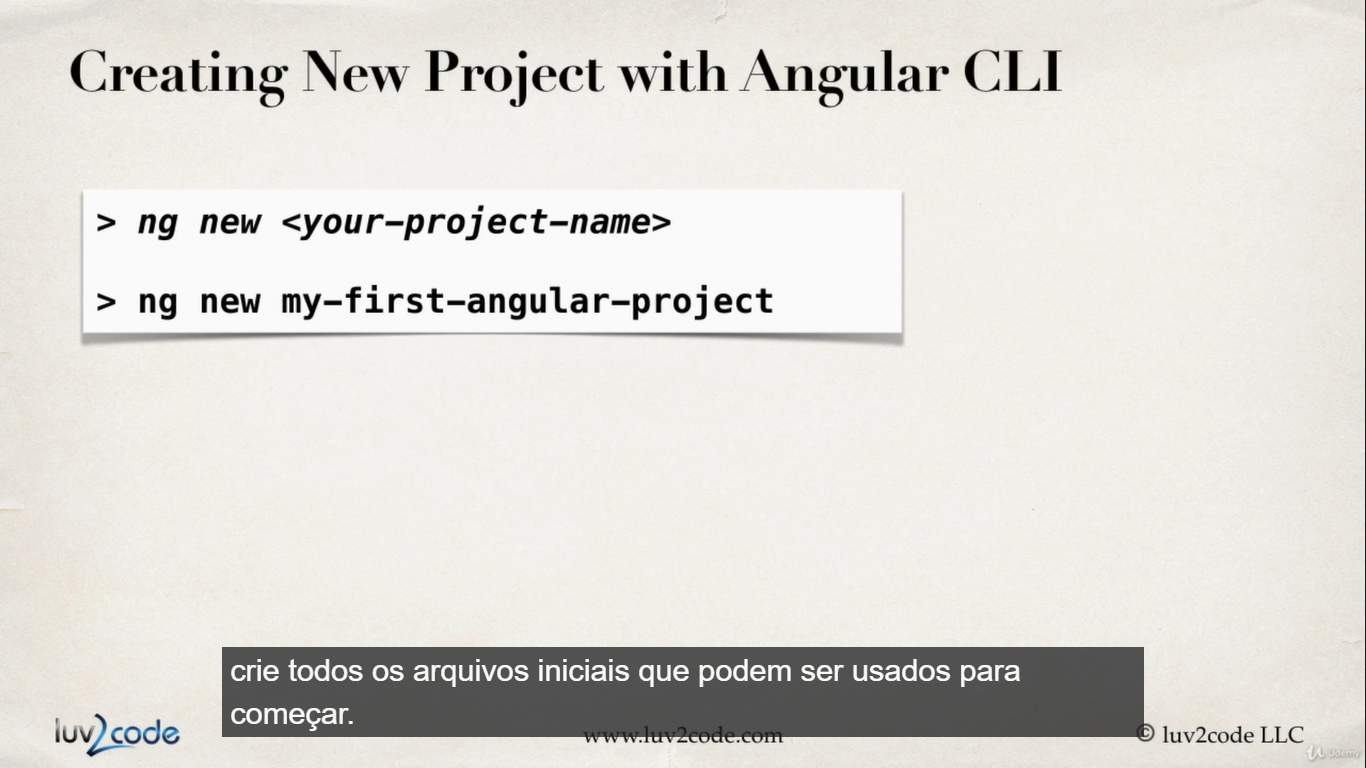 Creating New Project with Angular CLI
> ng new <your-project-name>
> ng new my-first-angular-project
crie todos os arquivos iniciais que podem ser usados para
começar.
luv2code
www.luv2code.com
© luv2code LLC
Udemy